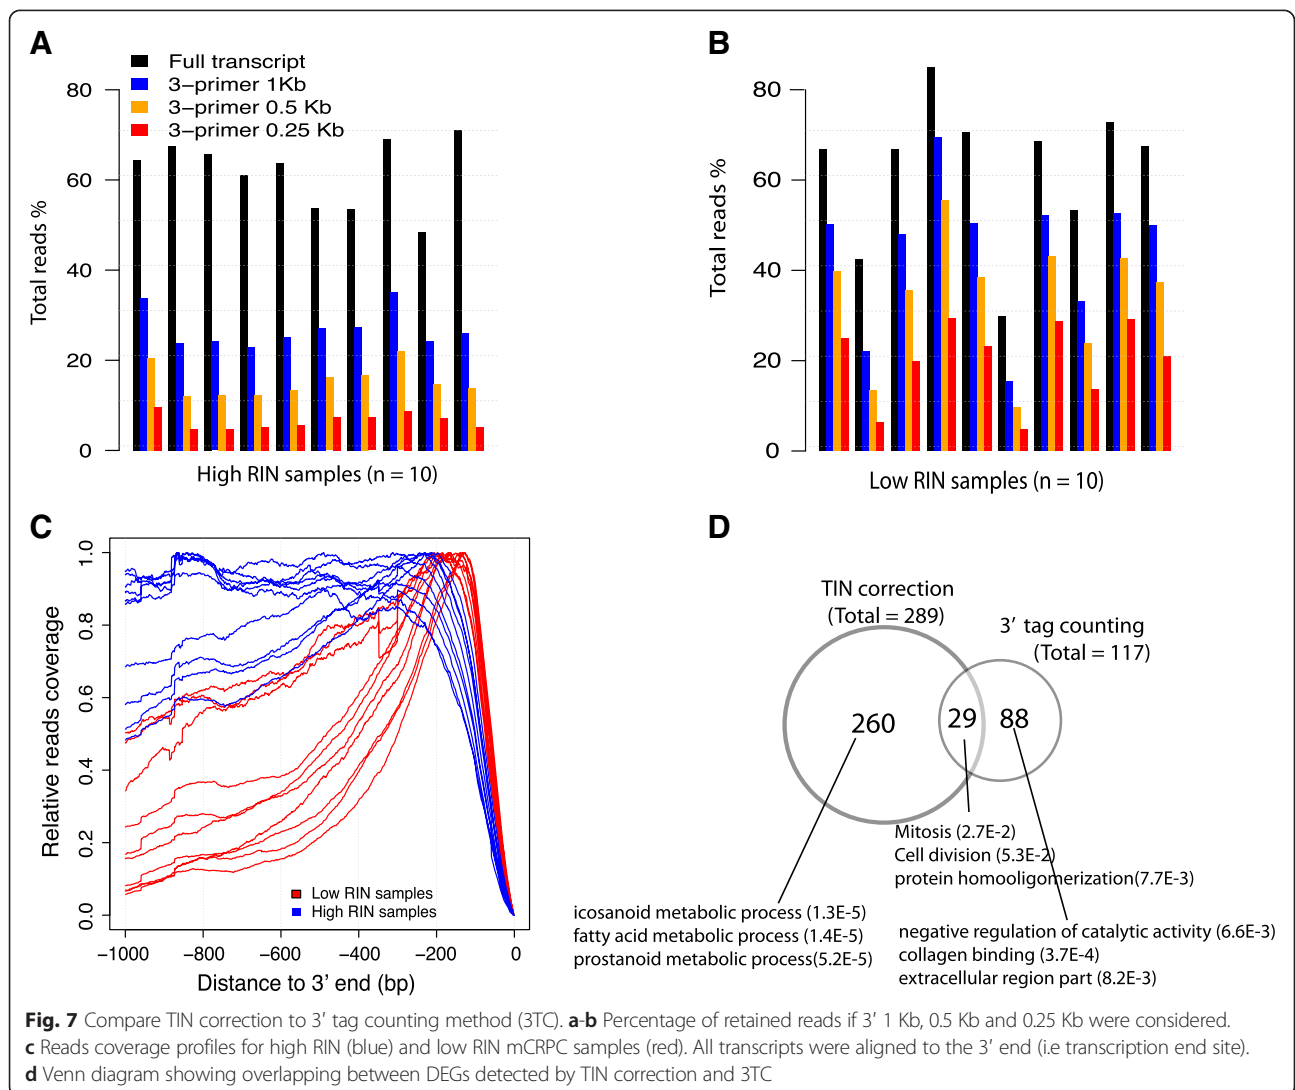 A
Full transcript
3−primer 1Kb
3−primer 0.5 Kb
3−primer 0.25 Kb
80
60
40
20
0
Total reads %
High RIN samples (n = 10)
B
80
60
40
20
0
Total reads %
Low RIN samples (n = 10)
C
1.0
0.8
0.6
0.4
0.2
0.0
Relative reads coverage
Low RIN samples
High RIN samples
−1000 −800 −600 −400 −200 0
Distance to 3′ end (bp)
D
TIN correction
(Total = 289)
3′ tag counting
(Total = 117)
260 29 88
Mitosis (2.7E-2)
Cell division (5.3E-2)
protein homooligomerization(7.7E-3)
icosanoid metabolic process (1.3E-5)
fatty acid metabolic process (1.4E-5)
prostanoid metabolic process(5.2E-5)
negative regulation of catalytic activity (6.6E-3)
collagen binding (3.7E-4)
extracellular region part (8.2E-3)
Fig. 7 Compare TIN correction to 3′ tag counting method (3TC). a-b Percentage of retained reads if 3′ 1 Kb, 0.5 Kb and 0.25 Kb were considered.
c Reads coverage profiles for high RIN (blue) and low RIN mCRPC samples (red). All transcripts were aligned to the 3′ end (i.e transcription end site).
d Venn diagram showing overlapping between DEGs detected by TIN correction and 3TC